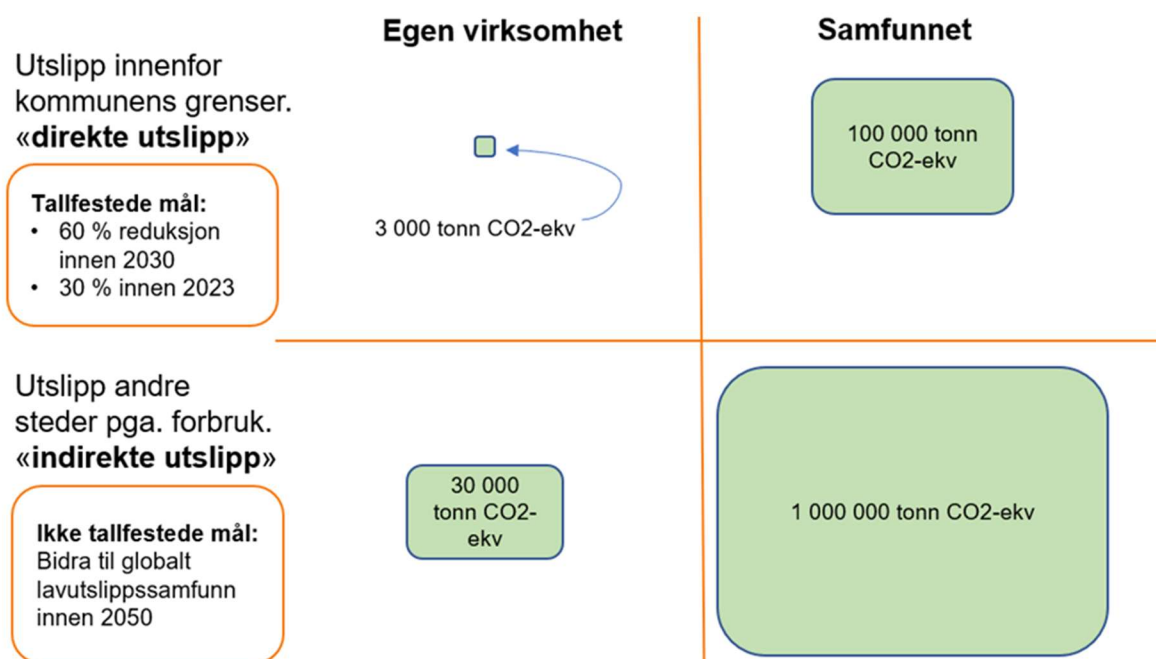 Egen virksomhet
Samfunnet
Utslipp innenfor
kommunens grenser.
«direkte utslipp»
Tallfestede mål:
• 60 % reduksjon
innen 2030
• 30 % innen 2023
3 000 tonn CO2-ekv
100 000 tonn
CO2-ekv
Utslipp andre
steder pga. forbruk.
«indirekte utslipp»
Ikke tallfestede mål:
Bidra til globalt
lavutslippssamfunn
innen 2050
30 000
tonn CO2-
ekv
1 000 000 tonn CO2-ekv